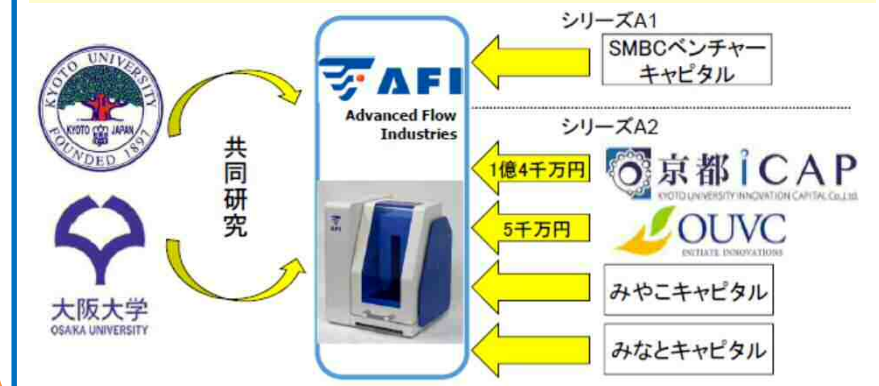 KYOTO UNIVERSITY
KYOTO JAPAN
FOUNDED 1897
大阪大学
OSAKA UNIVERSITY
共同研究
AFI
Advanced Flow
Industries
AFI
シリーズA1
SMBCベンチャー
キャピタル
シリーズA2
1億4千万円
京都iCAP
KYOTO UNIVERSITY INNOVATION CAPITAL Co.,Ltd.
5千万円
OUVC
INITIATE INNOVATIONS
みやこキャピタル
みなとキャピタル